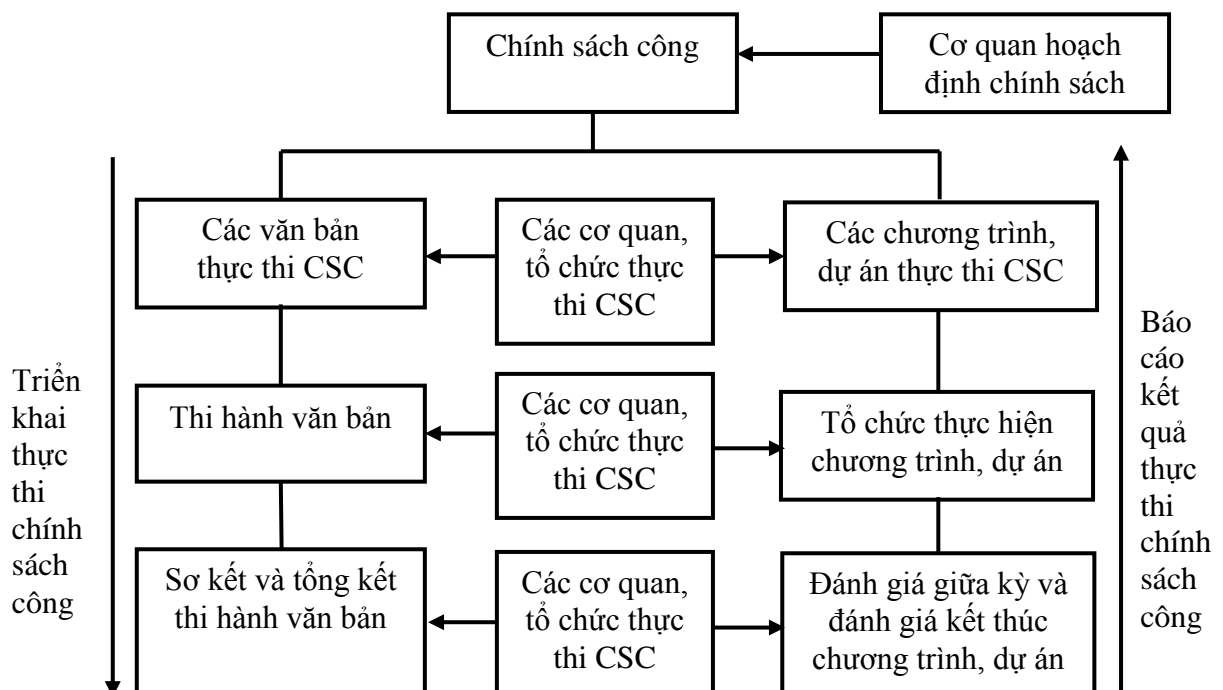 Chính sách công
Cơ quan hoạch
định chính sách
Các văn bản
thực thi CSC
Các cơ quan,
tổ chức thực
thi CSC
Các chương trình,
dự án thực thi CSC
Thi hành văn bản
Các cơ quan,
tổ chức thực
thi CSC
Tổ chức thực hiện
chương trình, dự án
Sơ kết và tổng kết
thi hành văn bản
Các cơ quan,
tổ chức thực
thi CSC
Đánh giá giữa kỳ và
đánh giá kết thúc
chương trình, dự án
Triển
khai
thực
thi
chính
sách
công
Báo
cáo
kết
quả
thực
thi
chính
sách
công